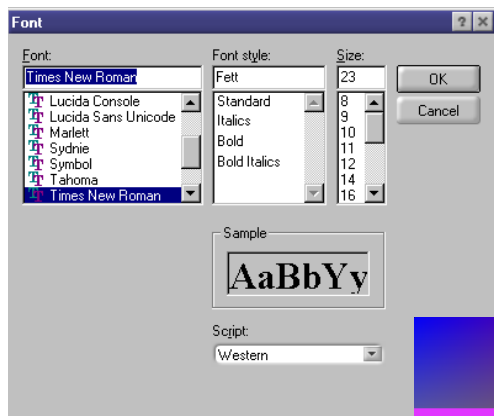 Font
Font: Font style: Size:
Times New Roman Fett 23 OK
Lucida Console Standard 8 Cancel
Lucida Sans Unicode Italics 9
Marlett Bold 10
Sydnie Bold Italics 11
Symbol 12
Tahoma 14
Times New Roman 16
Sample
AaBbYy
Script:
Western